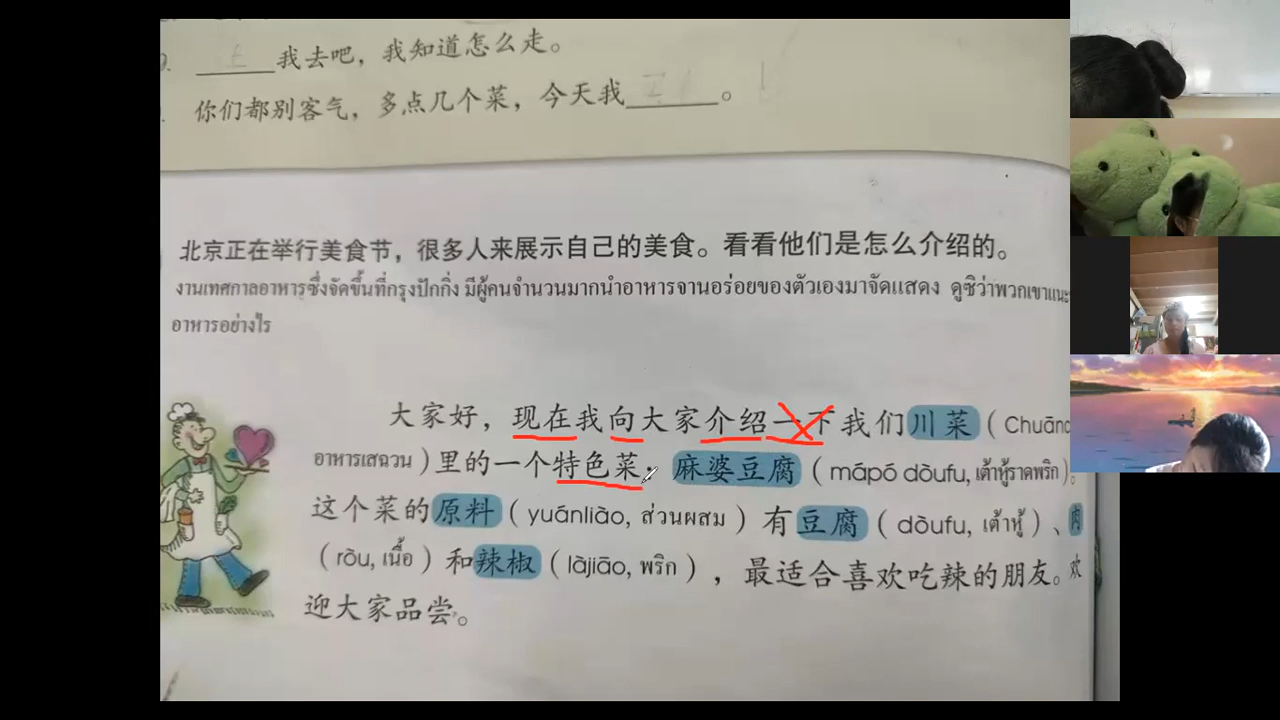 我去吧，我知道怎么走。
你们都别客气，多点几个菜，今天我________。
北京正在举行美食节，很多人来展示自己的美食。看看他们是怎么介绍的。
งานเทศกาลอาหารซึ่งจัดขึ้นที่กรุงปักกิ่ง มีผู้คนจำนวนมากนำอาหารจานอร่อยของตัวเองมาจัดแสดง ดูซิว่าพวกเขาแนะ
อาหารอย่างไร
大家好，现在我向大家介绍一下我们川菜（Chuān
อาหารเสฉวน）里的一个特色菜：麻婆豆腐（mápó dòufu, เต้าหู้ราดพริก）。
这个菜的原料（yuánliào, ส่วนผสม）有豆腐（dòufu, เต้าหู้）、肉
（ròu, เนื้อ）和辣椒（làjiāo, พริก），最适合喜欢吃辣的朋友。欢
迎大家品尝。